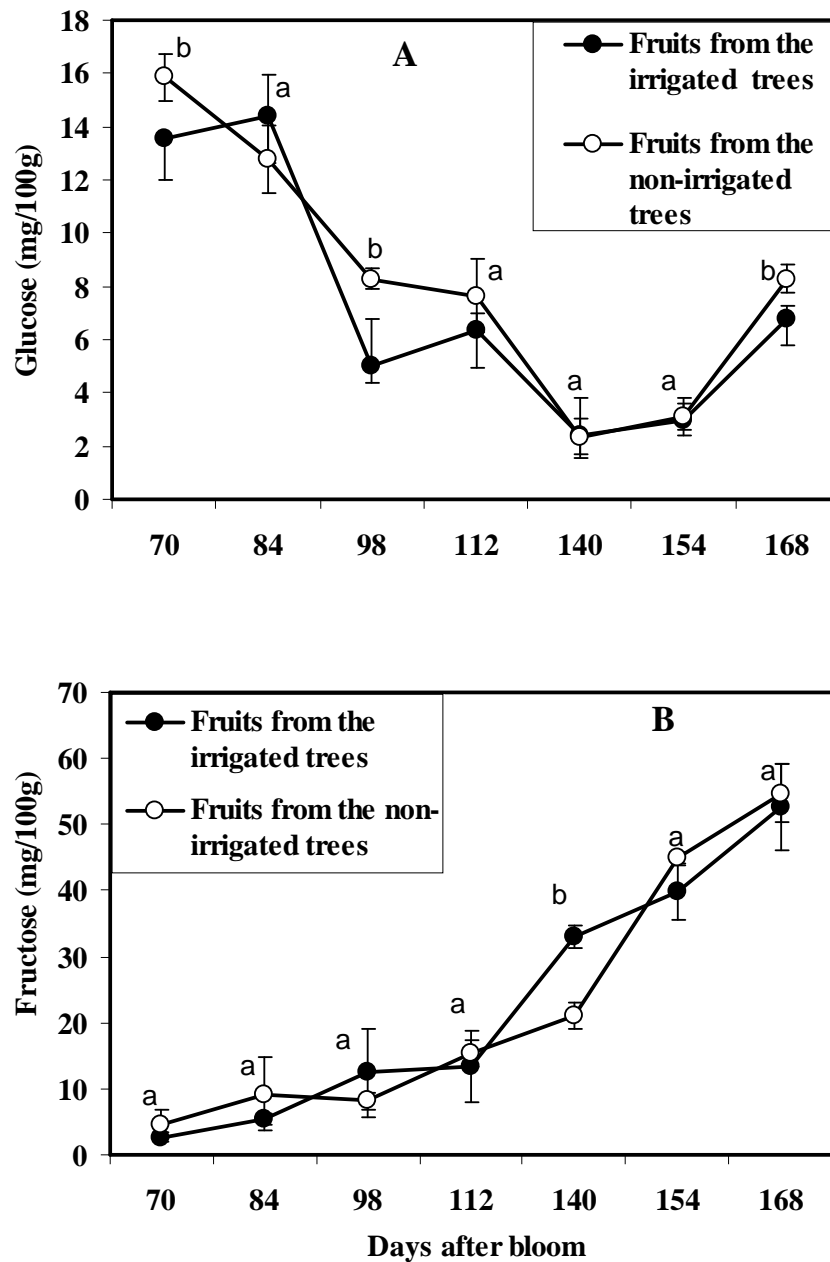 18
16
14
12
10
8
6
4
2
0
Glucose (mg/100g)
A
Fruits from the
irrigated trees
Fruits from the
non-irrigated
trees
b
a
b
a
a
a
b
70 84 98 112 140 154 168
70
60
50
40
30
20
10
0
Fructose (mg/100g)
B
Fruits from the
irrigated trees
Fruits from the non-
irrigated trees
a
a
a
a
b
a
a
70 84 98 112 140 154 168
Days after bloom